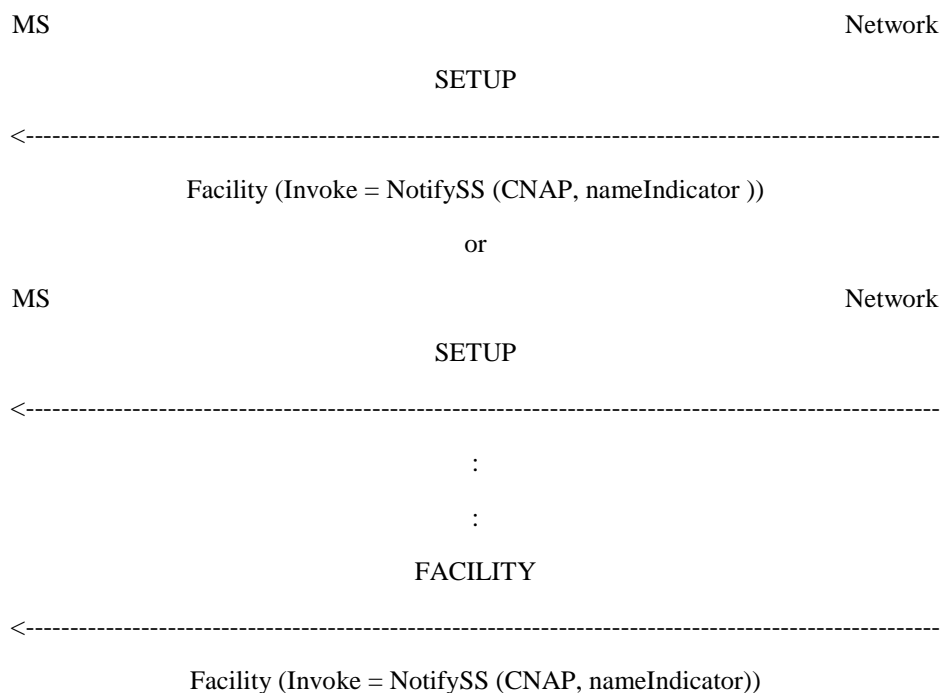 MS Network
SETUP
<-------------------------------------------------------------------------------------------------------
Facility (Invoke = NotifySS (CNAP, nameIndicator ))
or
MS Network
SETUP
<-------------------------------------------------------------------------------------------------------
:
:
FACILITY
<-------------------------------------------------------------------------------------------------------
Facility (Invoke = NotifySS (CNAP, nameIndicator))